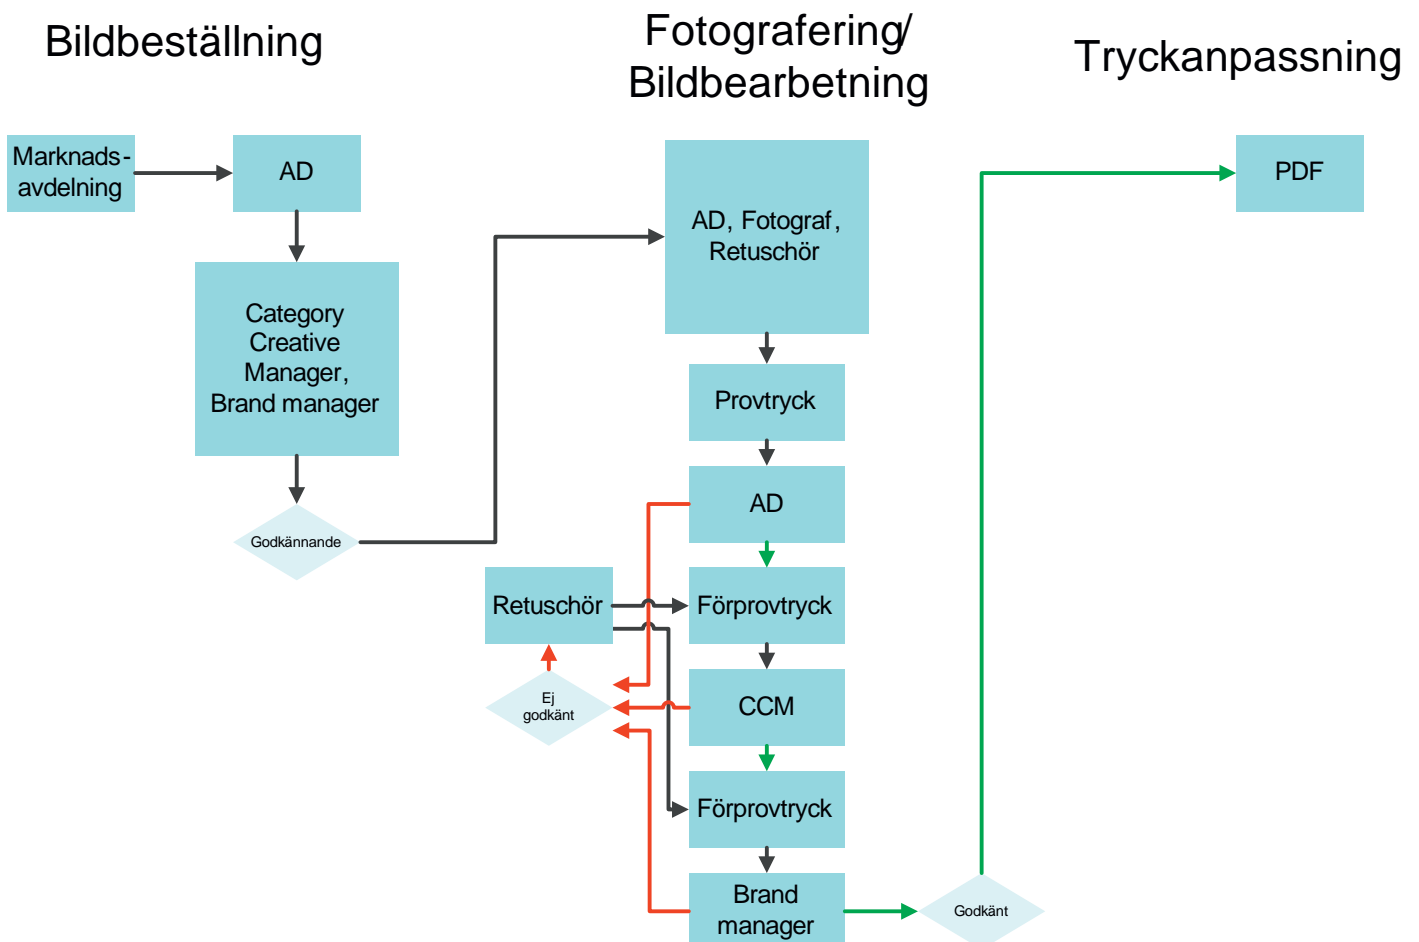 Bildbeställning
Fotografering/
Bildbearbetning
Tryckanpassning
Marknads-
avdelning
AD
Category
Creative
Manager,
Brand manager
Godkännande
AD, Fotograf,
Retuschör
Provtryck
AD
Förprovtryck
Retuschör
Ej
godkänt
CCM
Förprovtryck
Brand
manager
Godkänt
PDF